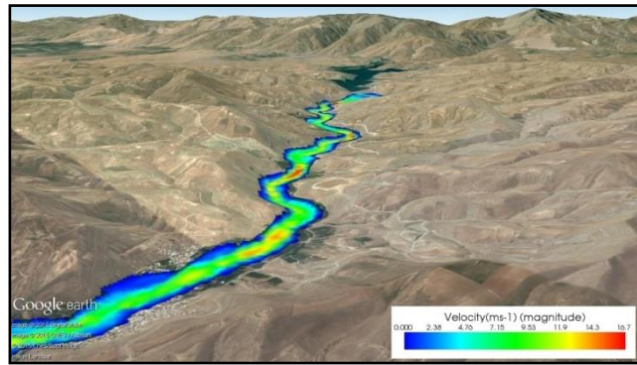 Google earth
Velocity(ms-1) (magnitude)
0.000 2.38 4.76 7.15 9.53 11.9 14.3 16.7